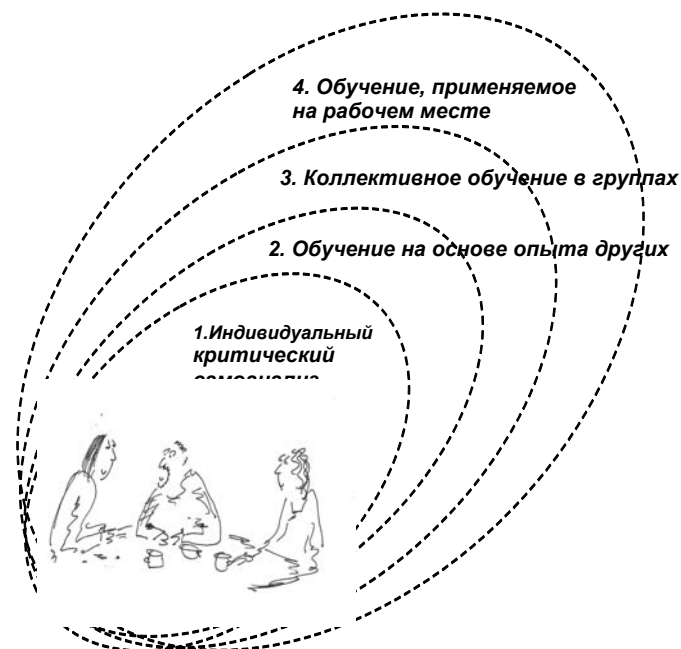 4. Обучение, применяемое
на рабочем месте
3. Коллективное обучение в группах
2. Обучение на основе опыта других
1.Индивидуальный
критический
самоанализ